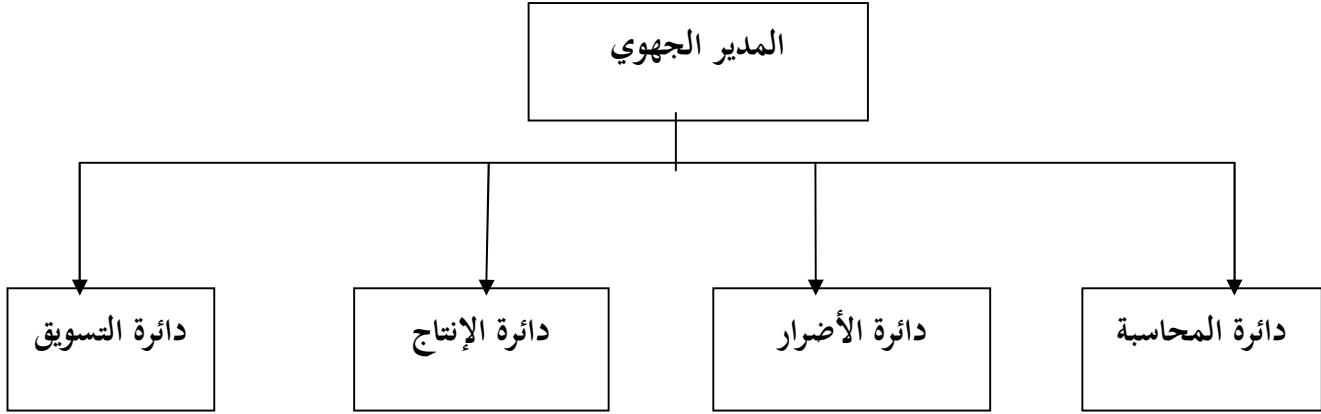 المدير الجهوي
دائرة المحاسبة
دائرة الأضرار
دائرة الإنتاج
دائرة التسويق